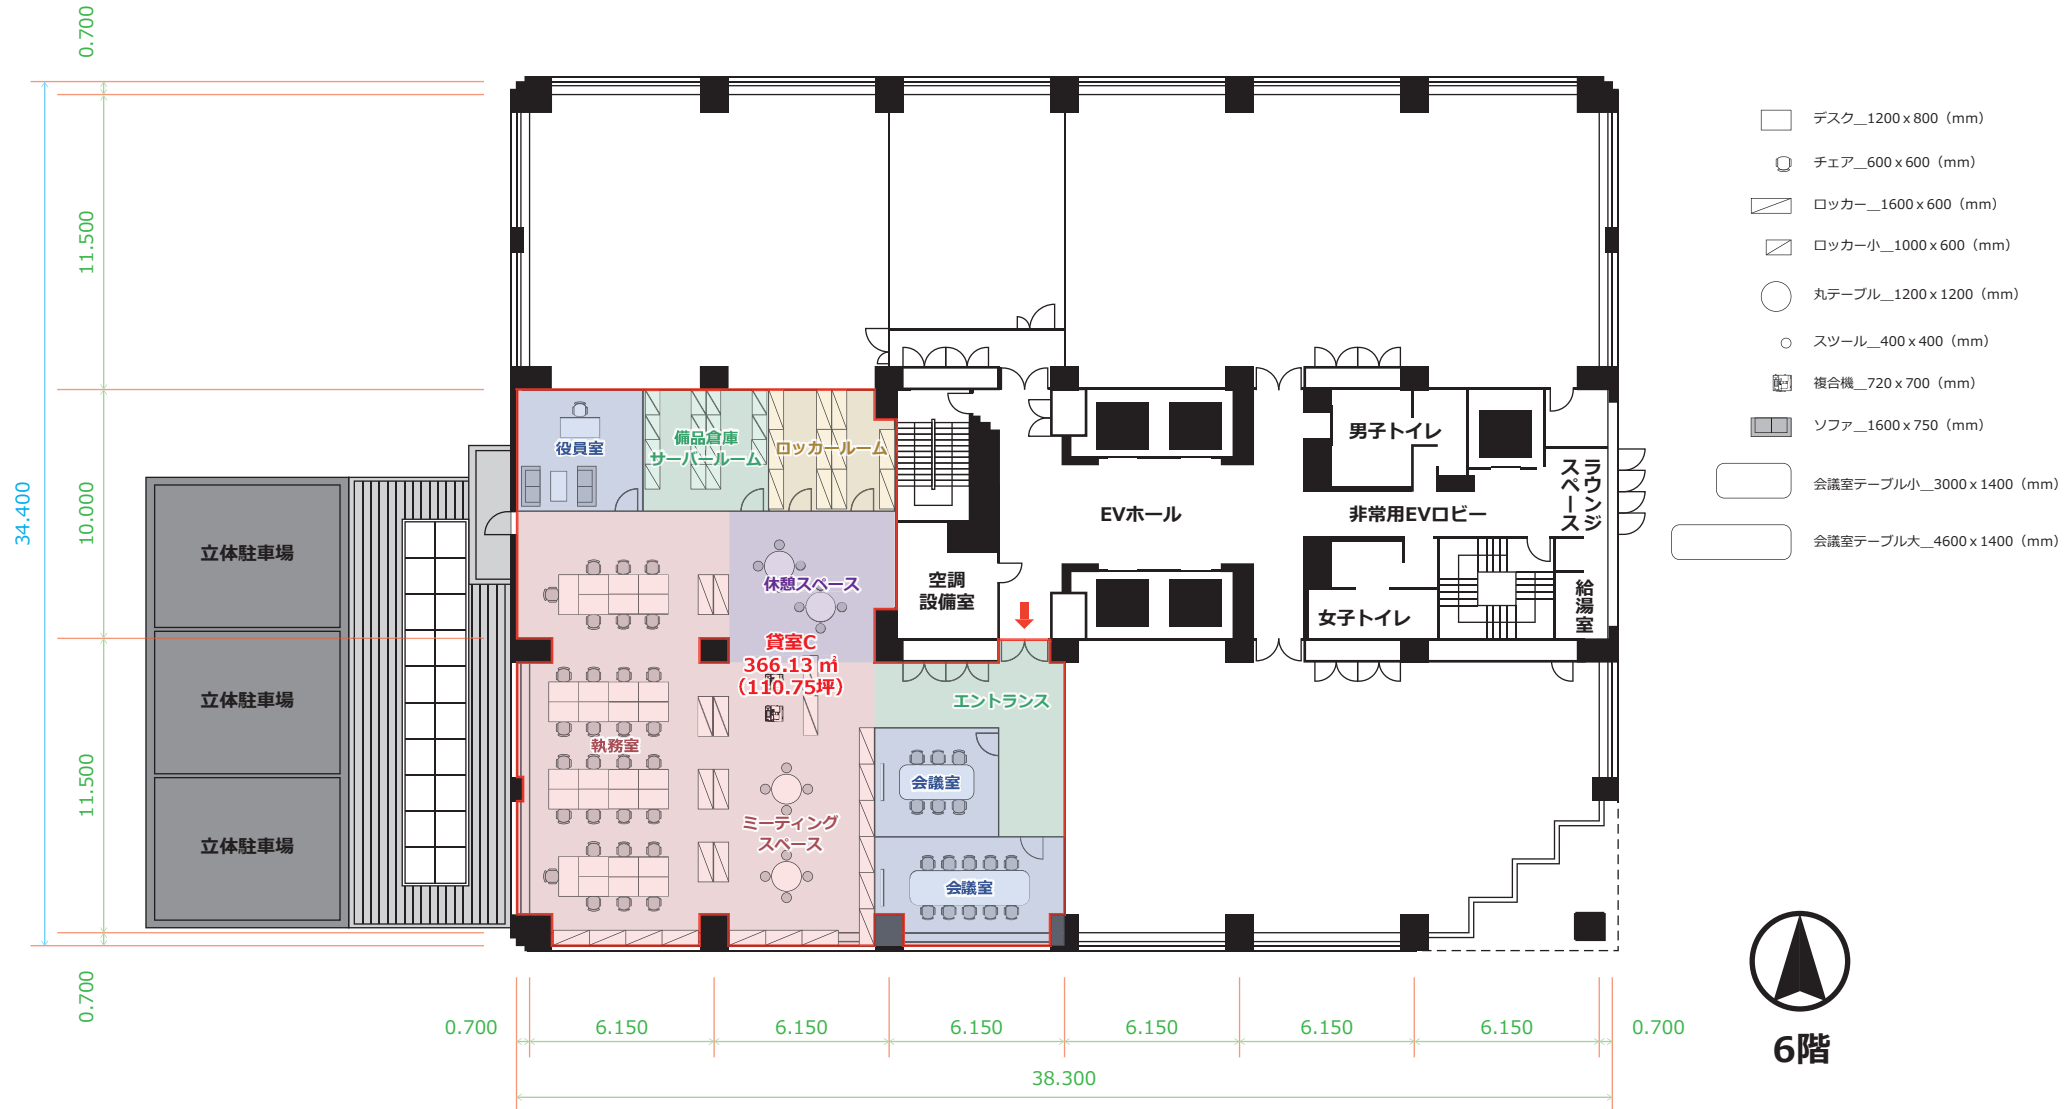 0.700
11.500
10.000
11.500
0.700
34.400
立体駐車場
立体駐車場
立体駐車場
役員室
備品倉庫
サーバールーム
ロッカールーム
休憩スペース
貸室C
366.13 ㎡
（110.75坪）
執務室
ミーティング
スペース
エントランス
会議室
会議室
空調
設備室
EVホール
男子トイレ
非常用EVロビー
女子トイレ
ラウンジ
スペース
給湯室
デスク__1200 x 800（mm）
チェア__600 x 600（mm）
ロッカー__1600 x 600（mm）
ロッカー小__1000 x 600（mm）
丸テーブル__1200 x 1200（mm）
スツール__400 x 400（mm）
複合機__720 x 700（mm）
ソファ__1600 x 750（mm）
会議室テーブル小__3000 x 1400（mm）
会議室テーブル大__4600 x 1400（mm）
0.700
6.150
6.150
6.150
6.150
6.150
6.150
0.700
38.300
6階